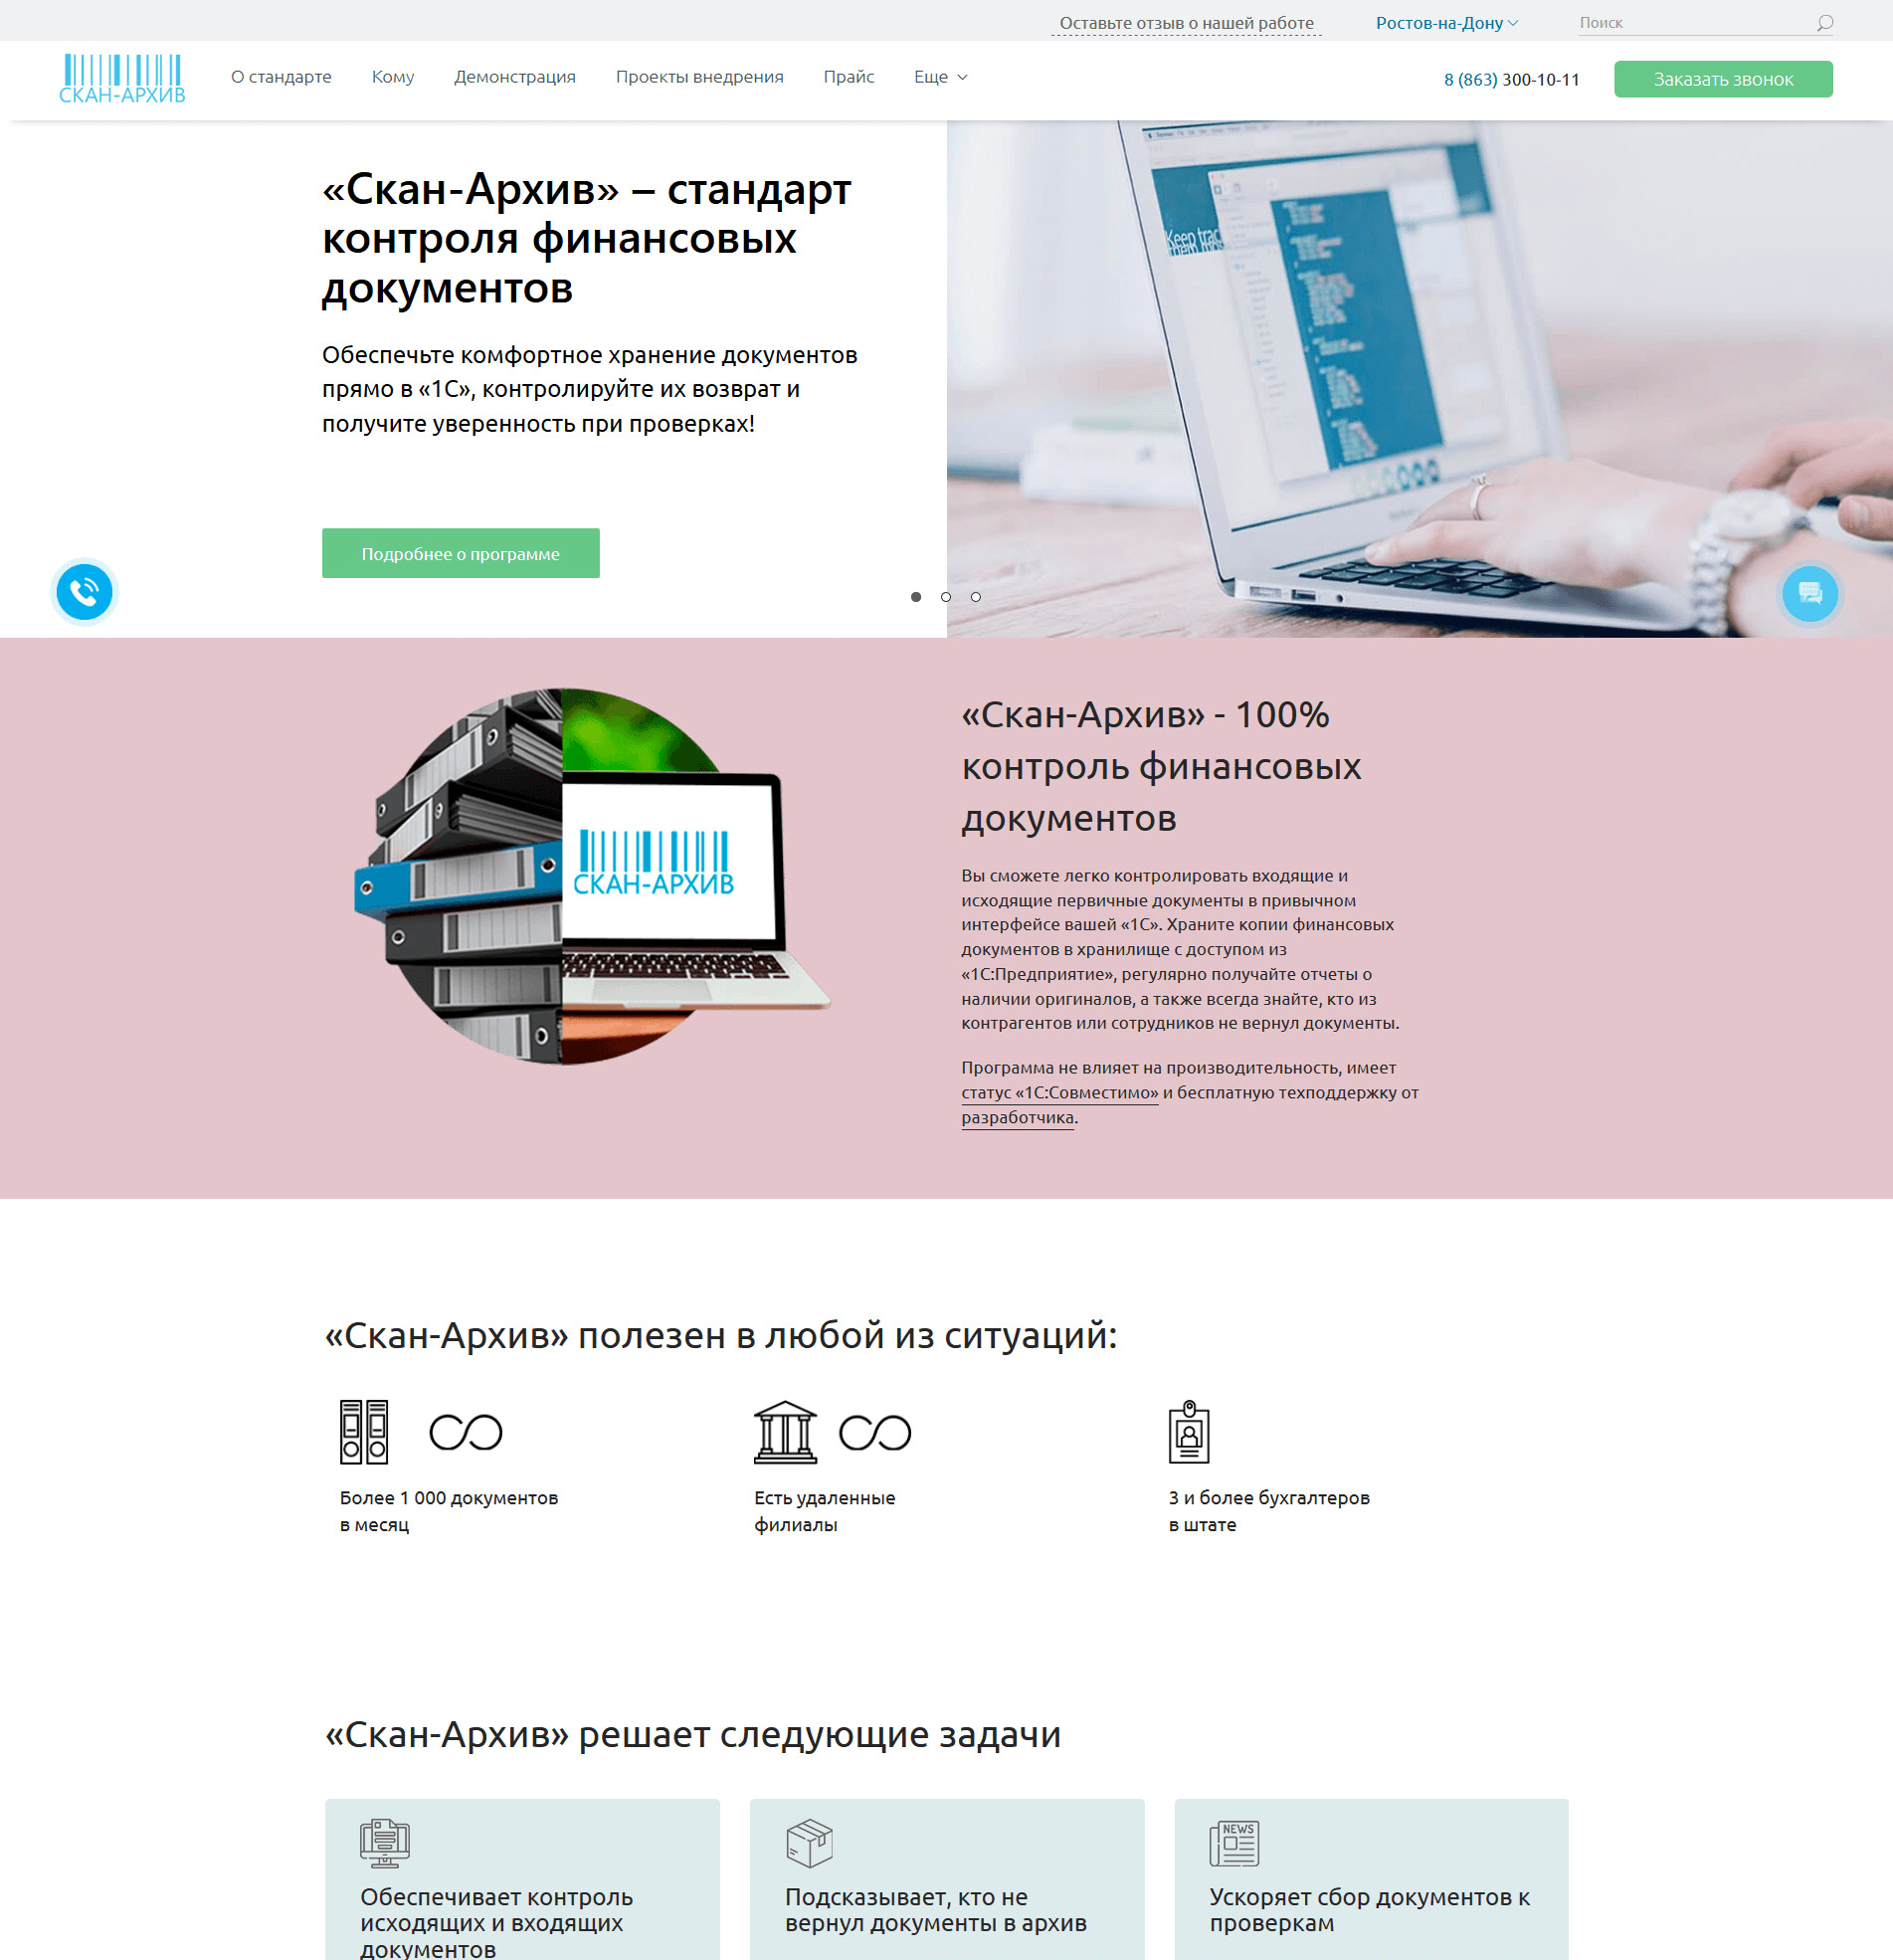 Оставьте отзыв о нашей работе
Ростов-на-Дону
Поиск
СКАН-АРХИВ
О стандарте
Кому
Демонстрация
Проекты внедрения
Прайс
Еще
8 (863) 300-10-11
Заказать звонок
«Скан-Архив» – стандарт
контроля финансовых
документов
Обеспечьте комфортное хранение документов
прямо в «1С», контролируйте их возврат и
получите уверенность при проверках!
Подробнее о программе
Keep trac
СКАН-АРХИВ
«Скан-Архив» - 100%
контроль финансовых
документов
Вы сможете легко контролировать входящие и
исходящие первичные документы в привычном
интерфейсе вашей «1С». Храните копии финансовых
документов в хранилище с доступом из
«1С:Предприятие», регулярно получайте отчеты о
наличии оригиналов, а также всегда знайте, кто из
контрагентов или сотрудников не вернул документы.
Программа не влияет на производительность, имеет
статус «1С:Совместимо» и бесплатную техподдержку от
разработчика.
«Скан-Архив» полезен в любой из ситуаций:
Более 1 000 документов
в месяц
Есть удаленные
филиалы
3 и более бухгалтеров
в штате
«Скан-Архив» решает следующие задачи
Обеспечивает контроль
исходящих и входящих
документов
Подсказывает, кто не
вернул документы в архив
NEWS
Ускоряет сбор документов к
проверкам